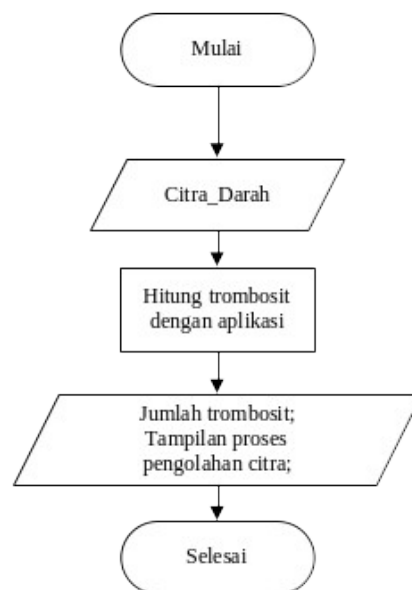 Mulai
Citra_Darah
Hitung trombosit
dengan aplikasi
Jumlah trombosit;
Tampilan proses
pengolahan citra;
Selesai